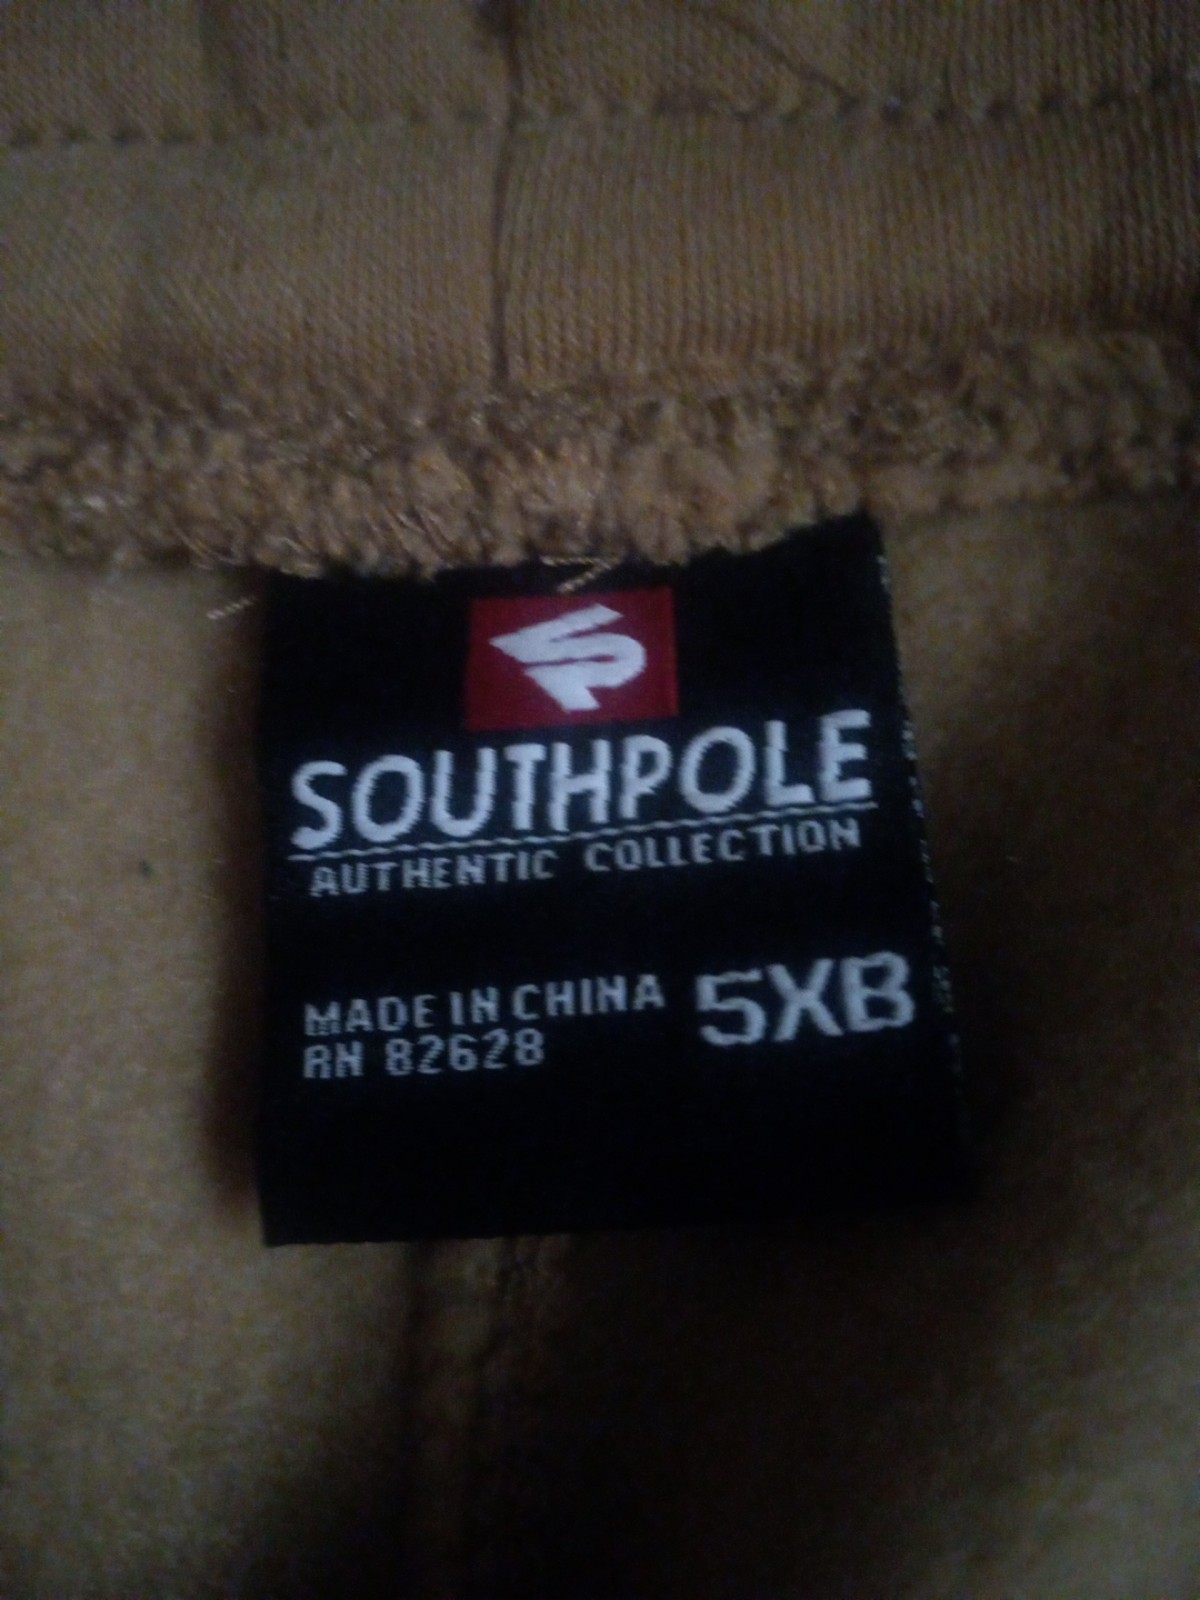 SP
SOUTHPOLE
AUTHENTIC COLLECTION
MADE IN CHINA 5XB
RN 82628